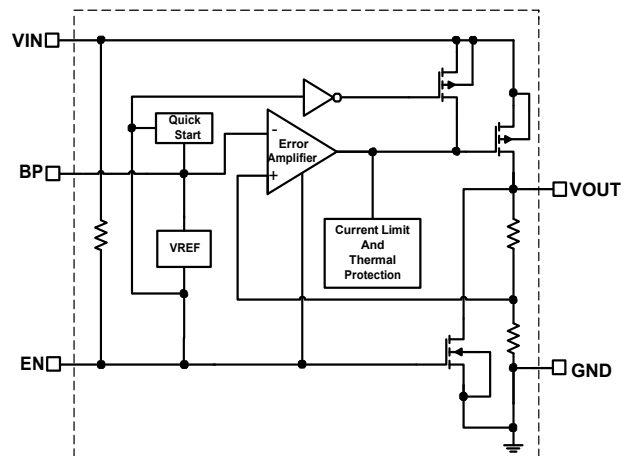 VIN
Quick
Start
-
Error
Amplifier
+
BP
VOUT
VREF
Current Limit
And
Thermal
Protection
EN
GND